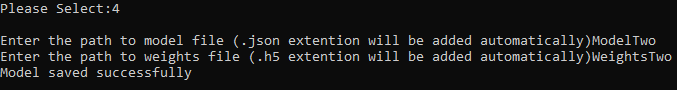 Please Select:4
Enter the path to model file (.json extention will be added automatically)ModelTwo
Enter the path to weights file (.h5 extention will be added automatically)WeightsTwo
Model saved successfully